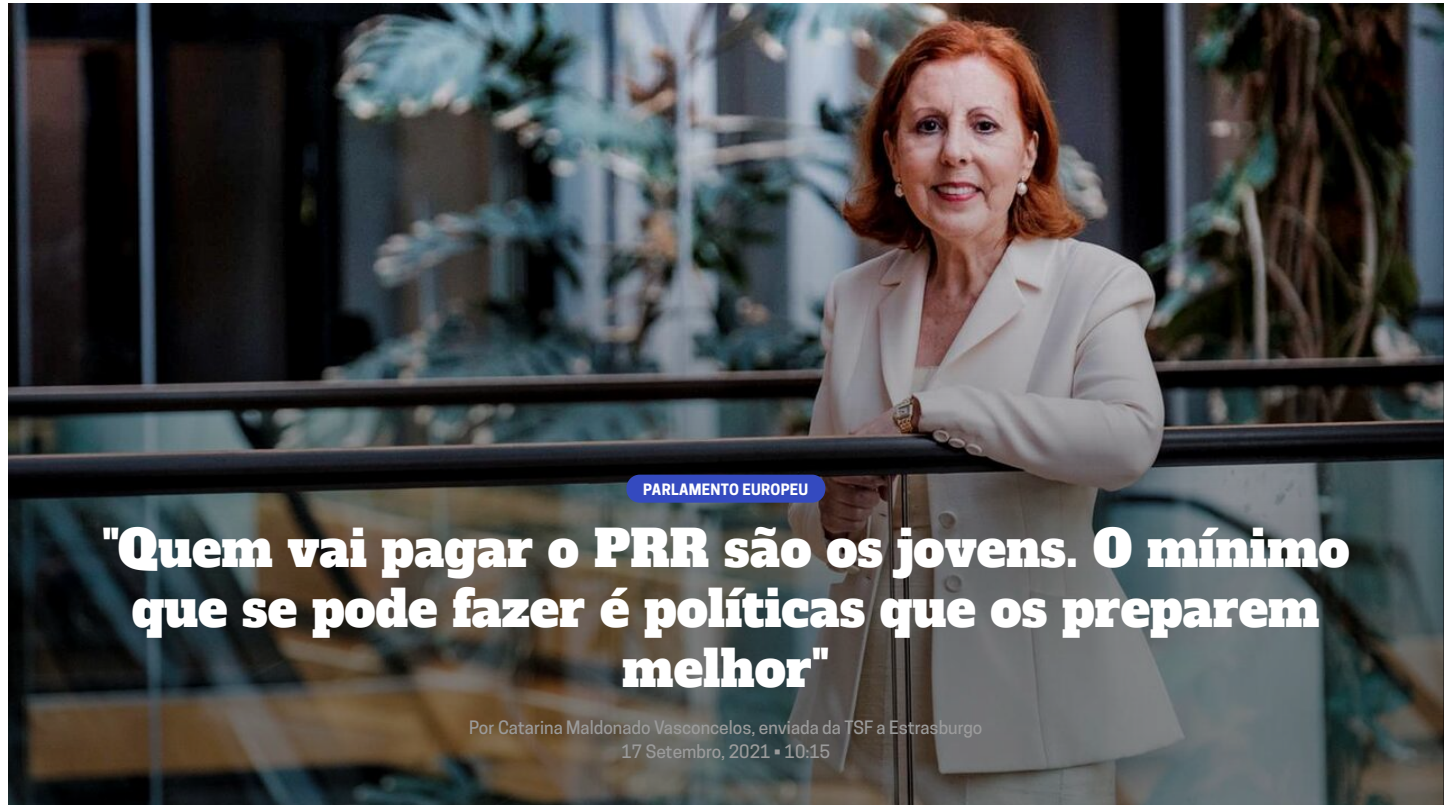 PARLAMENTO EUROPEU
"Quem vai pagar o PRR são os jovens. O mínimo
que se pode fazer é políticas que os preparem
melhor"
Por Catarina Maldonado Vasconcelos, enviada da TSF a Estrasburgo
17 Setembro, 2021 ▪ 10:15